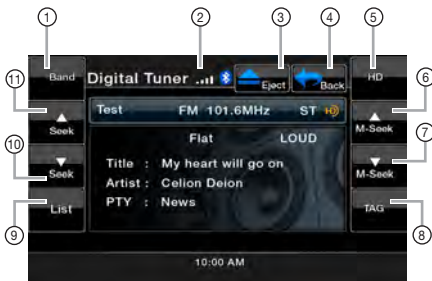 1 2 3 4 5
Band Digital Tuner Eject Back HD
11 6
Test FM 101.6MHz ST HD
Seek M-Seek
Flat LOUD
10 7
Title : My heart will go on
Seek M-Seek
Artist : Celion Deion
PTY : News
List TAG
9 8
10:00 AM